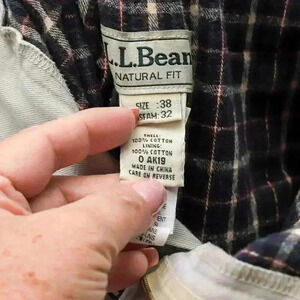 L.L.Bean
NATURAL FIT
SIZE :38
SEAM: 32
SHELL:
100% COTTON
LINING:
100% COTTON
0 AKI9
MADE IN CHINA
CARE ON REVERSE